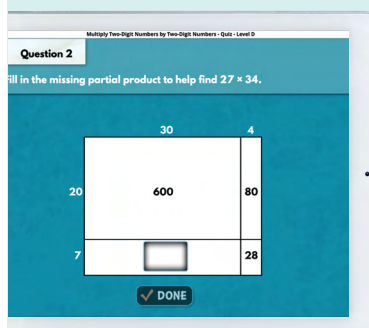 Multiply Two-Digit Numbers by Two-Digit Numbers - Quiz - Level D
Question 2
ill in the missing partial product to help find 27 × 34.
30 4
20 600 80
7 28
DONE